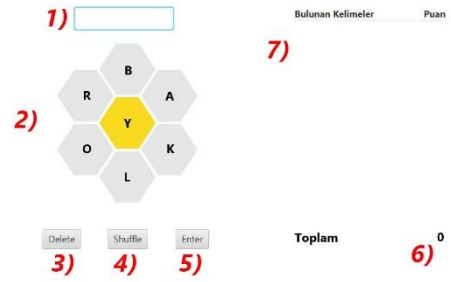 1)
Bulunan Kelimeler Puan
7)
B
R A
2)
Y
O K
L
Delete Shuffle Enter
3) 4) 5)
Toplam 0
6)